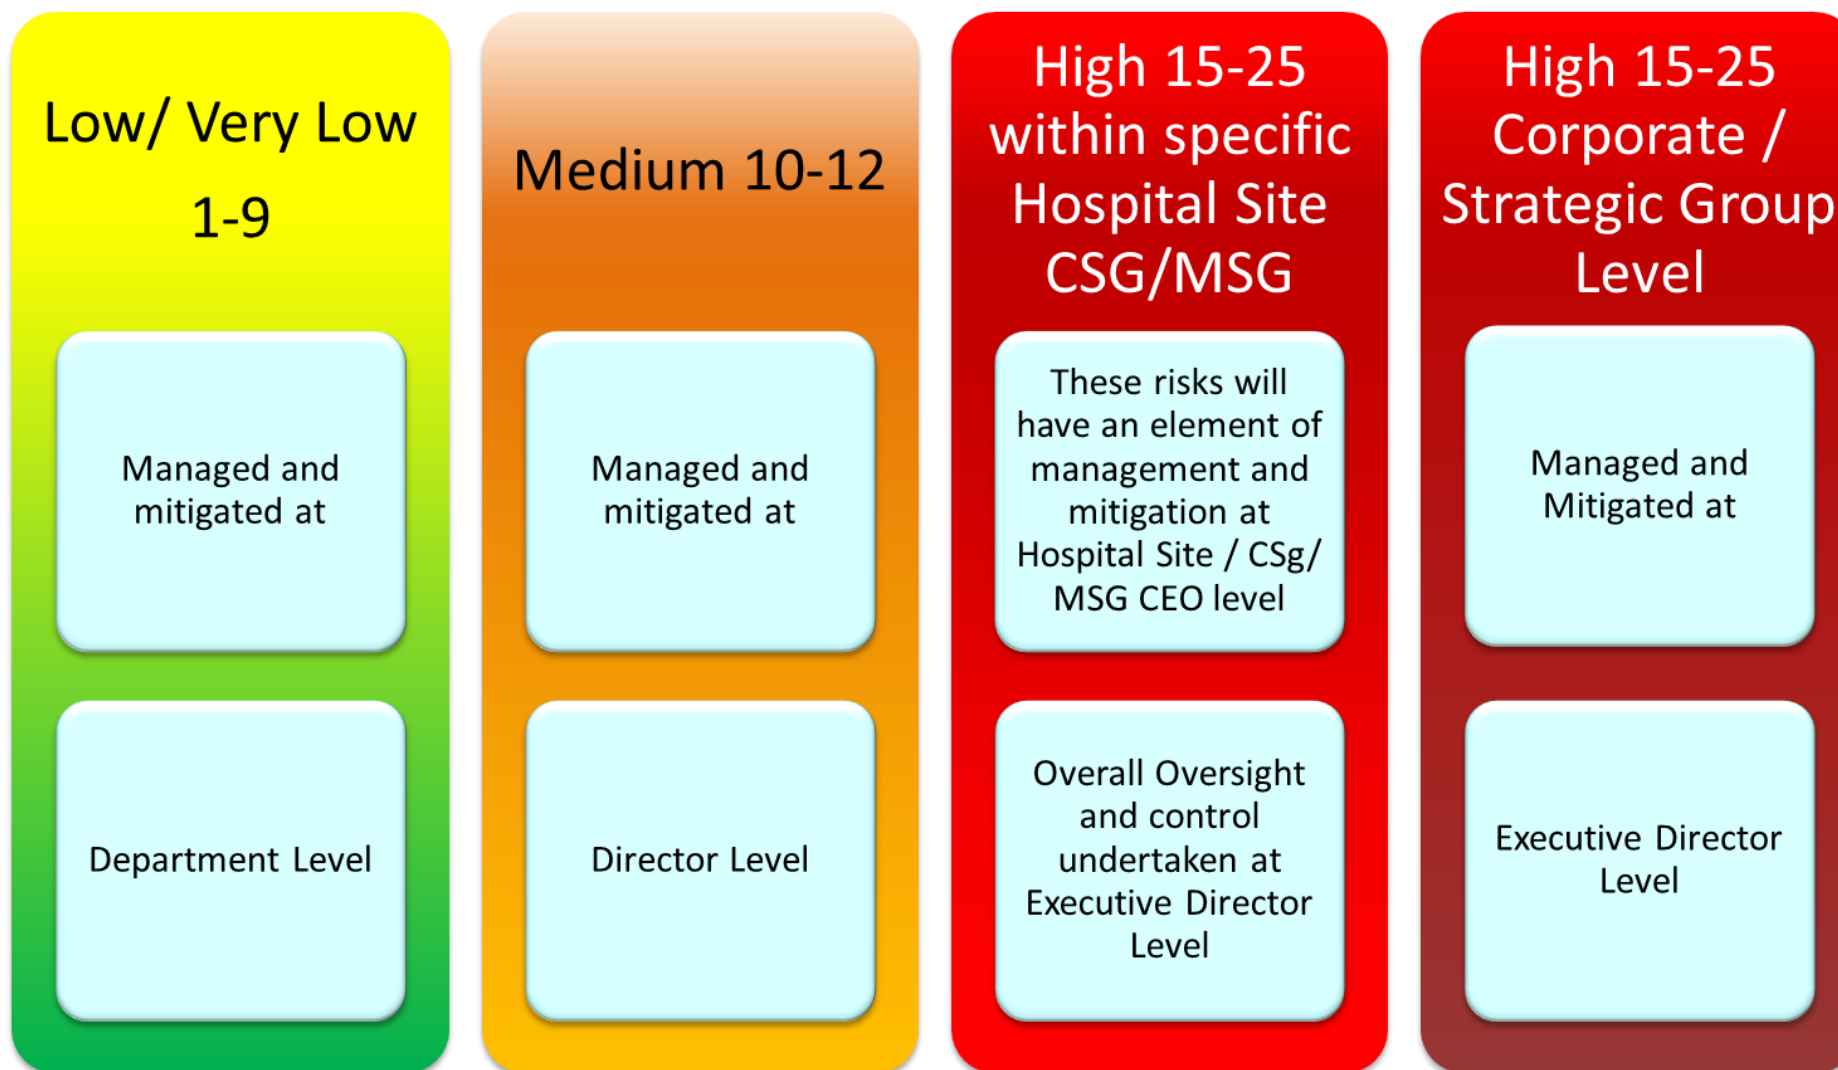 Low/ Very Low
1-9
Managed and
mitigated at
Department Level
Medium 10-12
Managed and
mitigated at
Director Level
High 15-25
within specific
Hospital Site
CSG/MSG
These risks will
have an element of
management and
mitigation at
Hospital Site / CSg/
MSG CEO level
Overall Oversight
and control
undertaken at
Executive Director
Level
High 15-25
Corporate /
Strategic Group
Level
Managed and
Mitigated at
Executive Director
Level